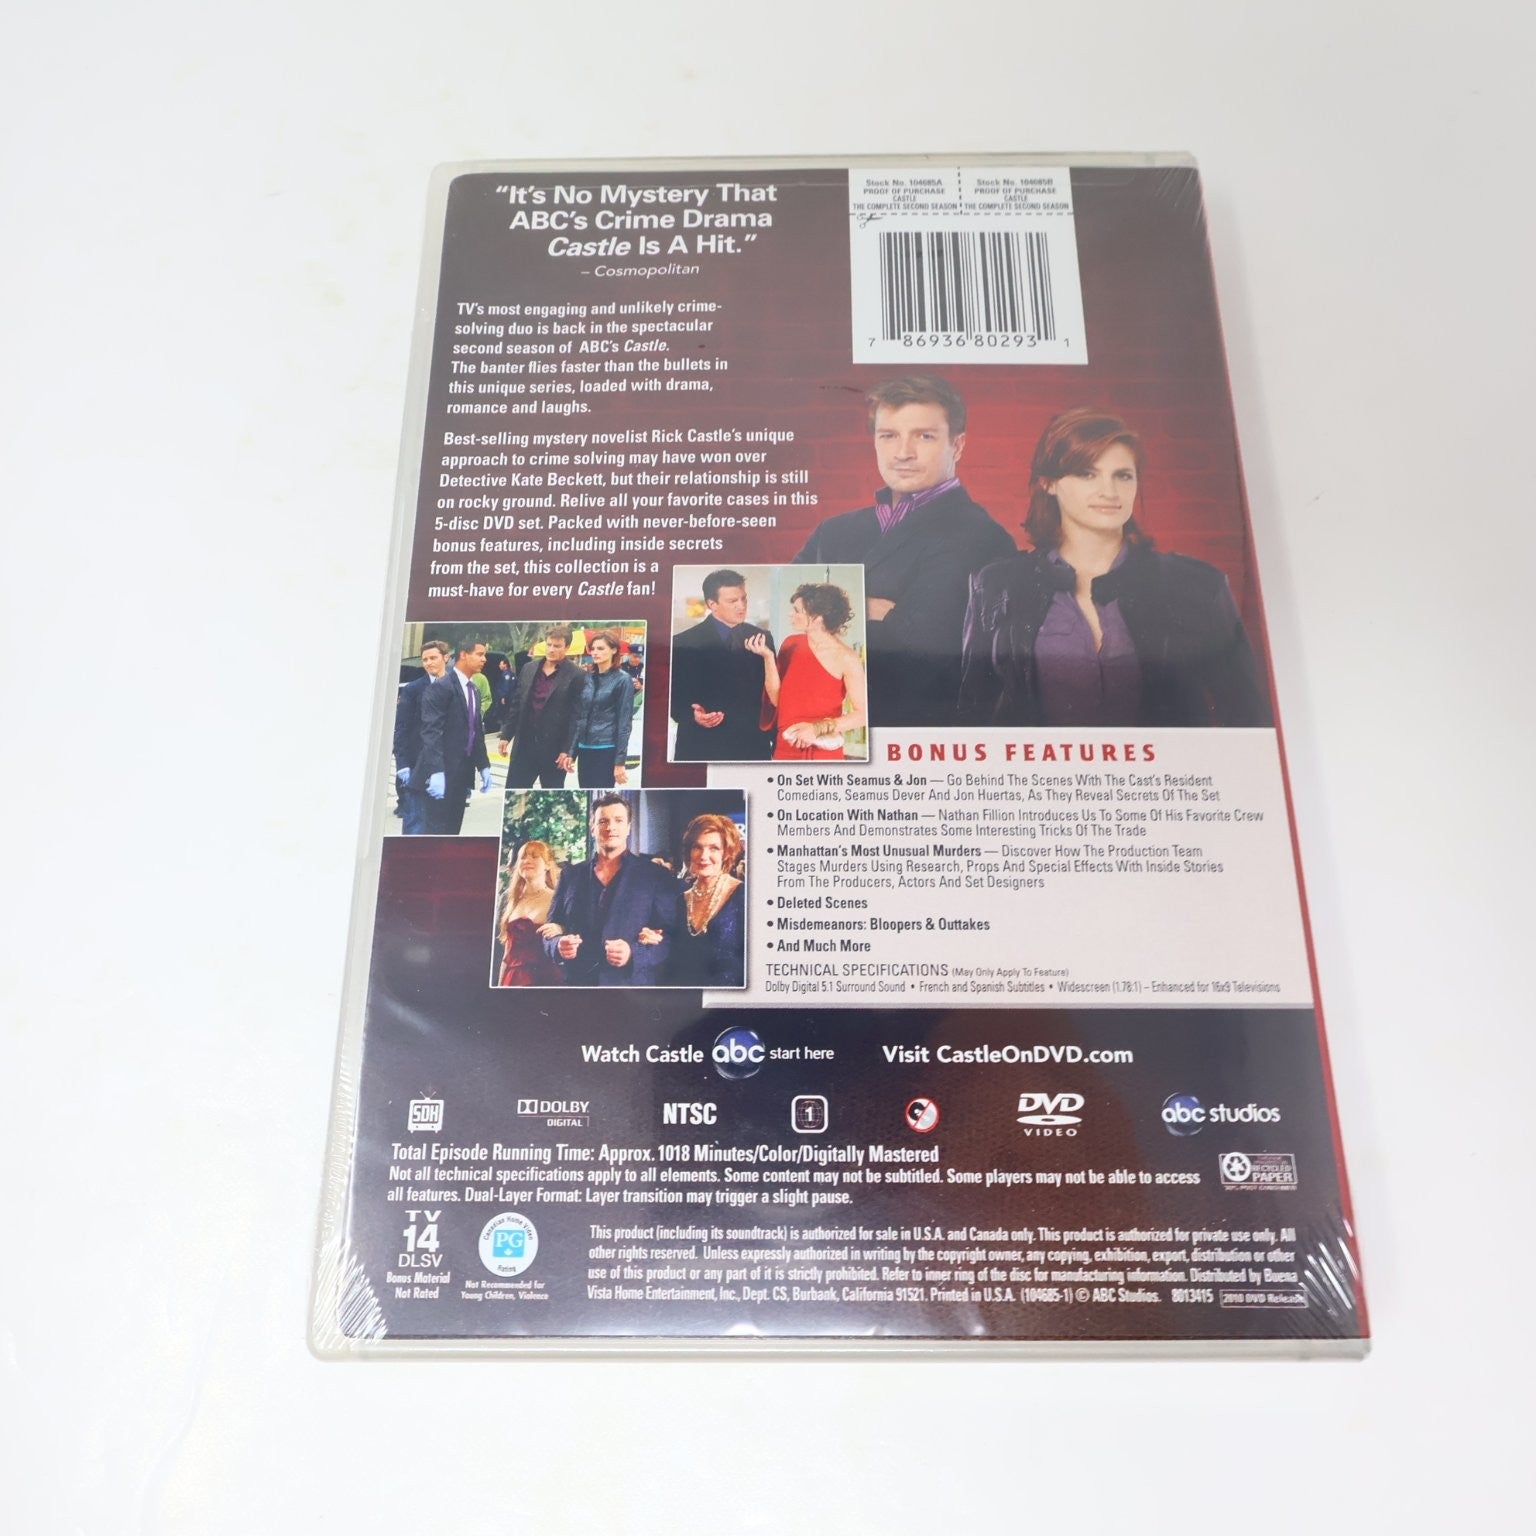 "It's No Mystery That
ABC's Crime Drama
Castle Is A Hit."
– Cosmopolitan
TV's most engaging and unlikely crime-
solving duo is back in the spectacular
second season of ABC's Castle.
The banter flies faster than the bullets in
this unique series, loaded with drama,
romance and laughs.
Best-selling mystery novelist Rick Castle's unique
approach to crime solving may have won over
Detective Kate Beckett, but their relationship is still
on rocky ground. Relive all your favorite cases in this
5-disc DVD set. Packed with never-before-seen
bonus features, including inside secrets
from the set, this collection is a
must-have for every Castle fan!
Stock No. 104685A
PROOF OF PURCHASE
CASTLE
THE COMPLETE SECOND SEASON
Stock No. 104685B
PROOF OF PURCHASE
CASTLE
THE COMPLETE SECOND SEASON
7 86936 80293 1
BONUS FEATURES
• On Set With Seamus & Jon — Go Behind The Scenes With The Cast's Resident
Comedians, Seamus Dever And Jon Huertas, As They Reveal Secrets Of The Set
• On Location With Nathan — Nathan Fillion Introduces Us To Some Of His Favorite Crew
Members And Demonstrates Some Interesting Tricks Of The Trade
• Manhattan's Most Unusual Murders — Discover How The Production Team
Stages Murders Using Research, Props And Special Effects With Inside Stories
From The Producers, Actors And Set Designers
• Deleted Scenes
• Misdemeanors: Bloopers & Outtakes
• And Much More
TECHNICAL SPECIFICATIONS (May Only Apply To Feature)
Dolby Digital 5.1 Surround Sound • French and Spanish Subtitles • Widescreen (1.78:1) – Enhanced for 16x9 Televisions
Watch Castle abc start here Visit CastleOnDVD.com
SDH DOLBY DIGITAL NTSC 1 DVD VIDEO abc studios
Total Episode Running Time: Approx. 1018 Minutes/Color/Digitally Mastered
Not all technical specifications apply to all elements. Some content may not be subtitled. Some players may not be able to access
all features. Dual-Layer Format: Layer transition may trigger a slight pause.
RECYCLED
PAPER
TV
14
DLSV
Bonus Material
Not Rated
Canadian Home Video
PG
Rating
Not Recommended for
Young Children, Violence
This product (including its soundtrack) is authorized for sale in U.S.A. and Canada only. This product is authorized for private use only. All
other rights reserved. Unless expressly authorized in writing by the copyright owner, any copying, exhibition, export, distribution or other
use of this product or any part of it is strictly prohibited. Refer to inner ring of the disc for manufacturing information. Distributed by Buena
Vista Home Entertainment, Inc., Dept. CS, Burbank, California 91521. Printed in U.S.A. (104685-1) © ABC Studios. 8013415 2010 DVD Release